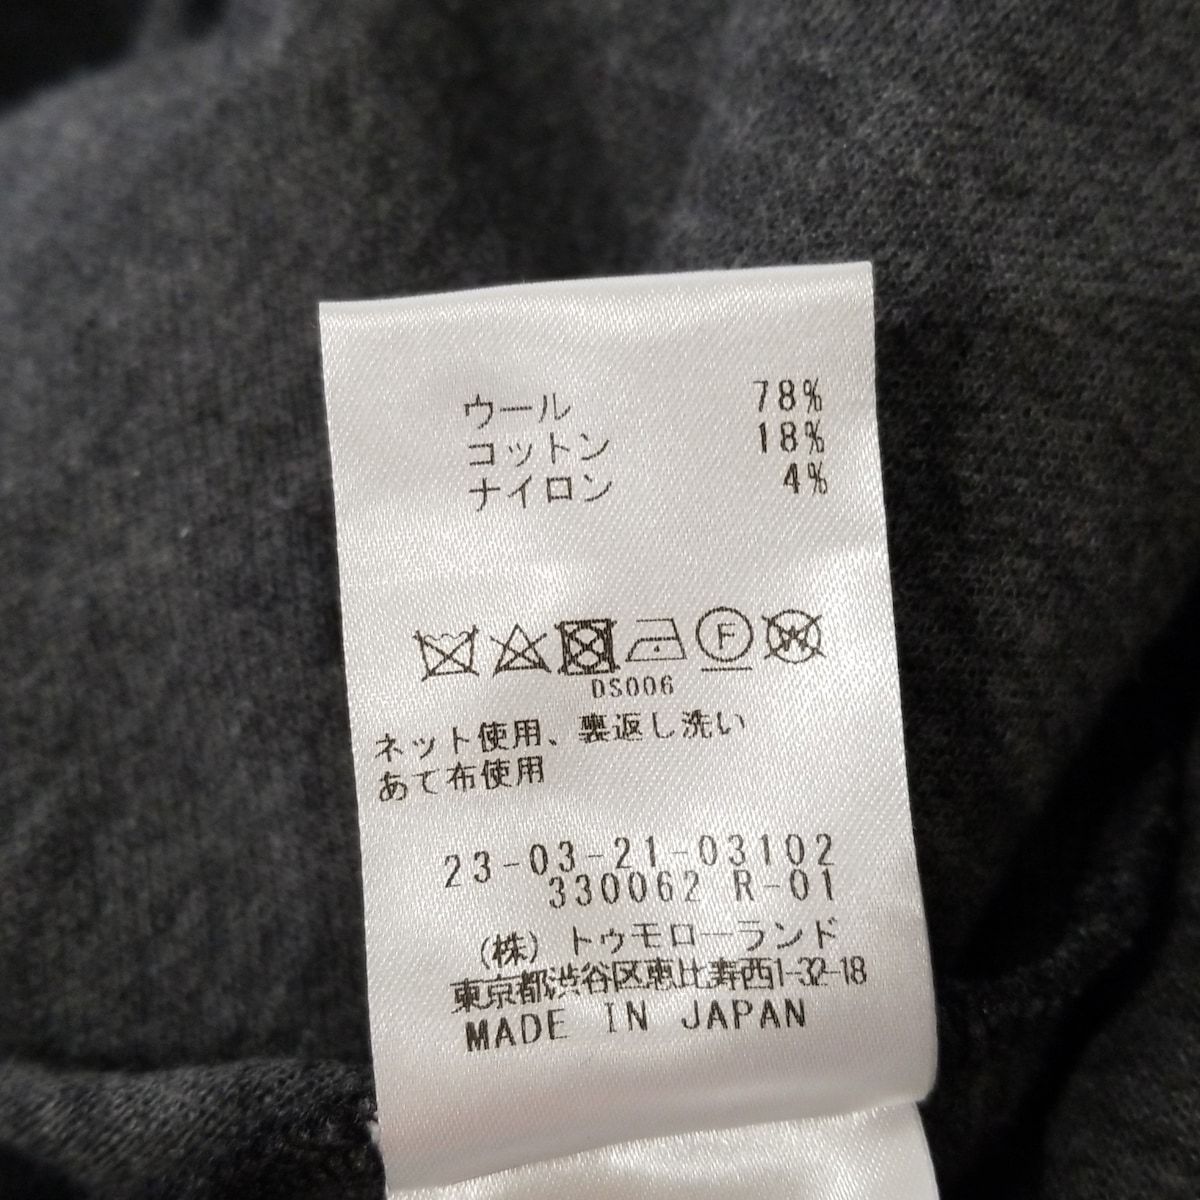 ウール 78%
コットン 18%
ナイロン 4%
F W
DS006
ネット使用、裏返し洗い
あて布使用
23-03-21-03102
330062 R-01
(株)トゥモローランド
東京都渋谷区恵比寿西1-32-18
MADE IN JAPAN